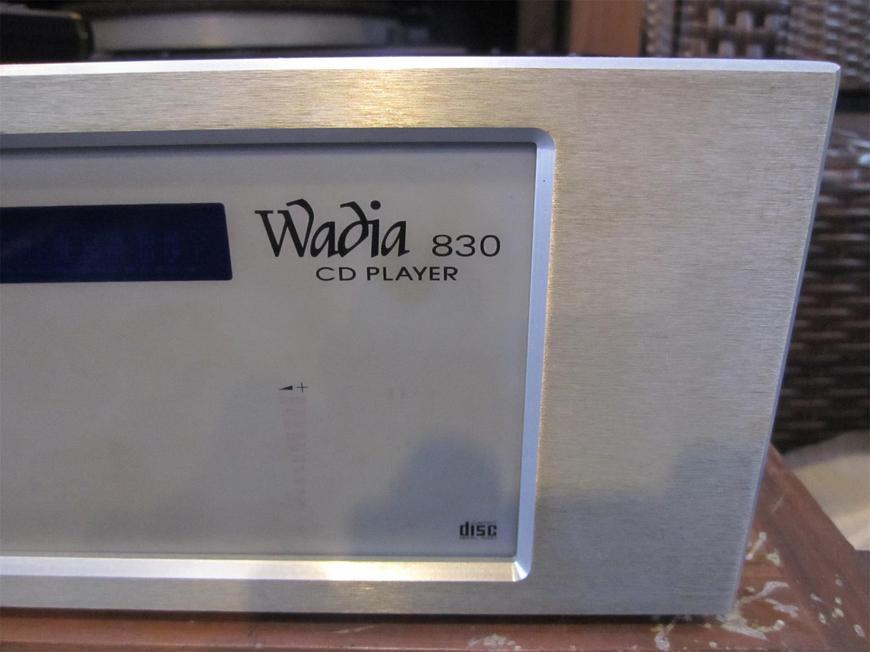 Wadia 830
CD PLAYER
◄+
disc